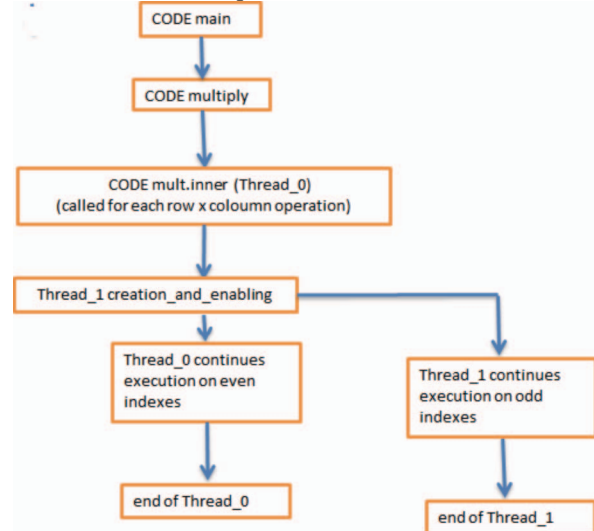 CODE main
CODE multiply
CODE mult.inner (Thread_0)
(called for each row x coloumn operation)
Thread_1 creation_and_enabling
Thread_0 continues
execution on even
indexes
Thread_1 continues
execution on odd
indexes
end of Thread_0
end of Thread_1